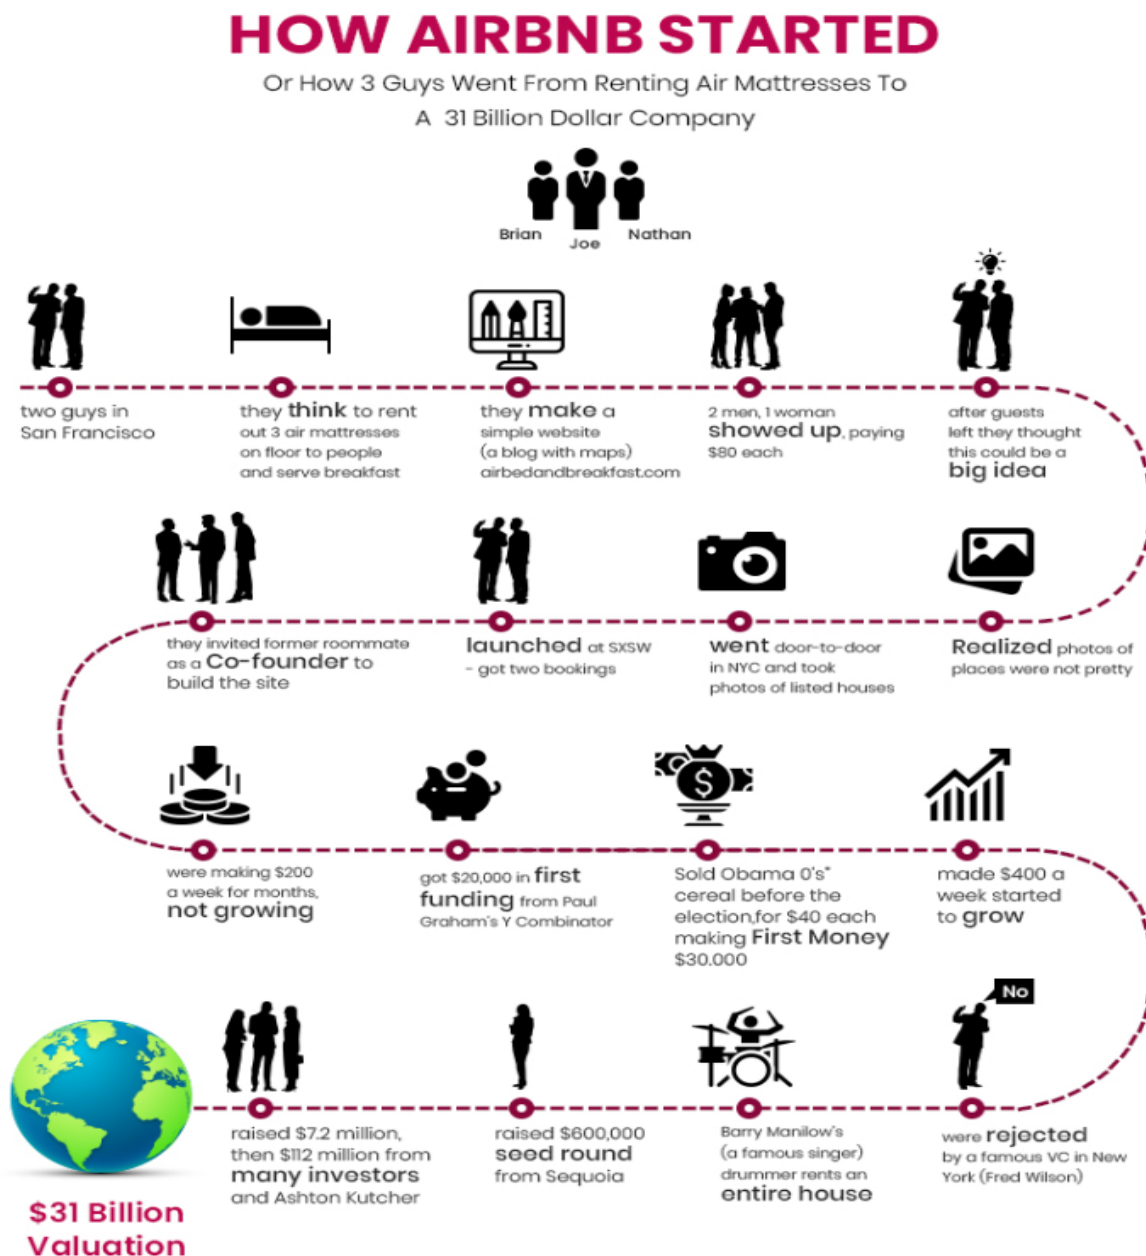 HOW AIRBNB STARTED
Or How 3 Guys Went From Renting Air Mattresses To
A 31 Billion Dollar Company
Brian
Joe
Nathan
two guys in
San Francisco
they think to rent
out 3 air mattresses
on floor to people
and serve breakfast
they make a
simple website
(a blog with maps)
airbedandbreakfast.com
2 men, 1 woman
showed up, paying
$80 each
after guests
left they thought
this could be a
big idea
they invited former roommate
as a Co-founder to
build the site
launched at SXSW
- got two bookings
went door-to-door
in NYC and took
photos of listed houses
Realized photos of
places were not pretty
were making $200
a week for months,
not growing
got $20,000 in first
funding from Paul
Graham's Y Combinator
Sold Obama 0's"
cereal before the
election,for $40 each
making First Money
$30.000
made $400 a
week started
to grow
No
raised $7.2 million,
then $112 million from
many investors
and Ashton Kutcher
raised $600,000
seed round
from Sequoia
Barry Manilow's
(a famous singer)
drummer rents an
entire house
were rejected
by a famous VC in New
York (Fred Wilson)
$31 Billion
Valuation